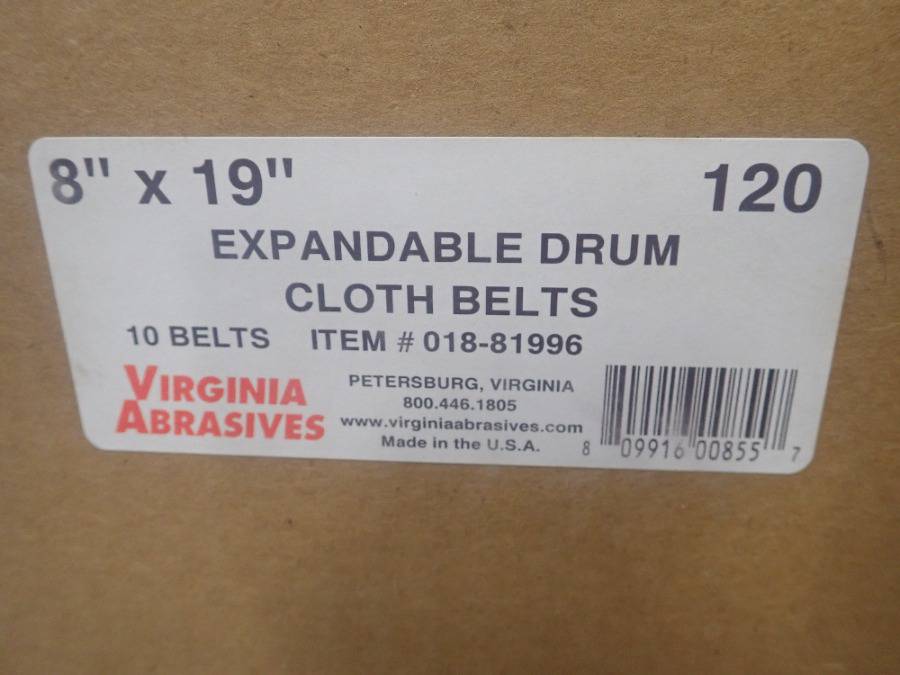 8" x 19" 120
EXPANDABLE DRUM
CLOTH BELTS
10 BELTS ITEM # 018-81996
VIRGINIA
ABRASIVES
PETERSBURG, VIRGINIA
800.446.1805
www.virginiaabrasives.com
Made in the U.S.A.
8 09916 00855 7